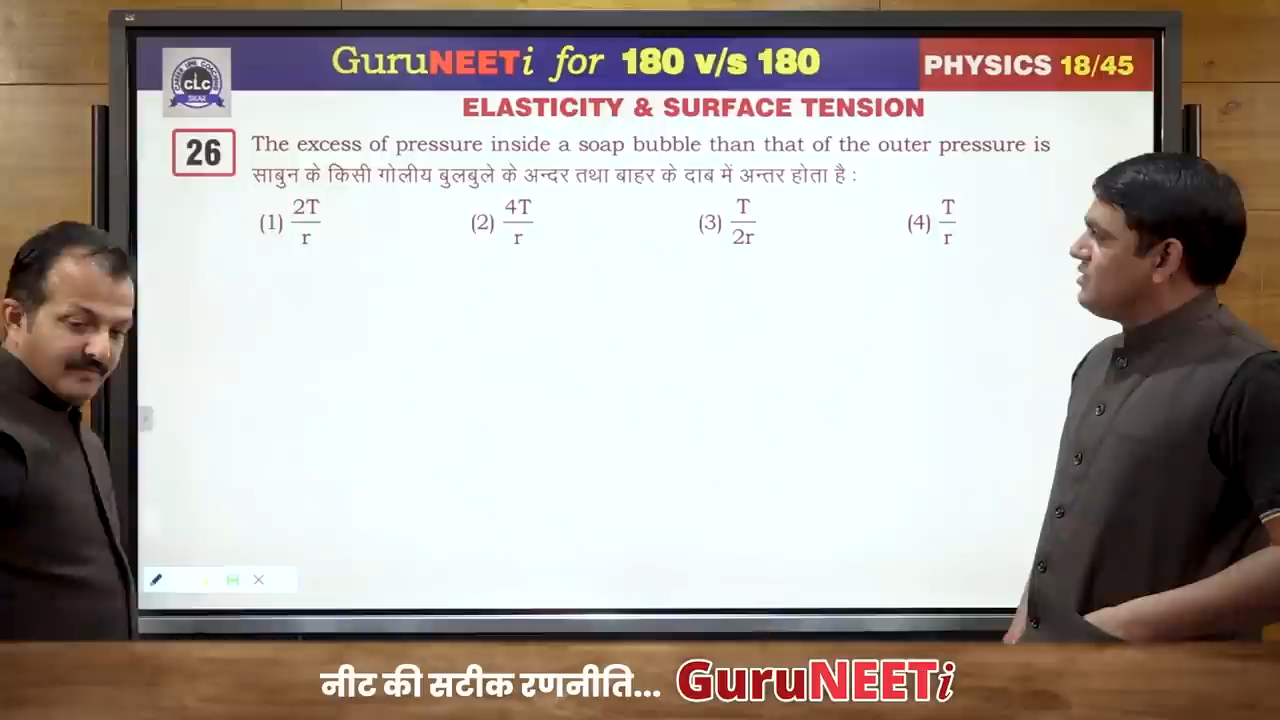 GuruNEETi for 180 v/s 180
PHYSICS 18/45
CLC
SIKAR
ELASTICITY & SURFACE TENSION
26
The excess of pressure inside a soap bubble than that of the outer pressure is
साबुन के किसी गोलीय बुलबुले के अन्दर तथा बाहर के दाब में अन्तर होता है :
(1) 2T/r (2) 4T/r (3) T/2r (4) T/r
नीट की सटीक रणनीति... GuruNEETi